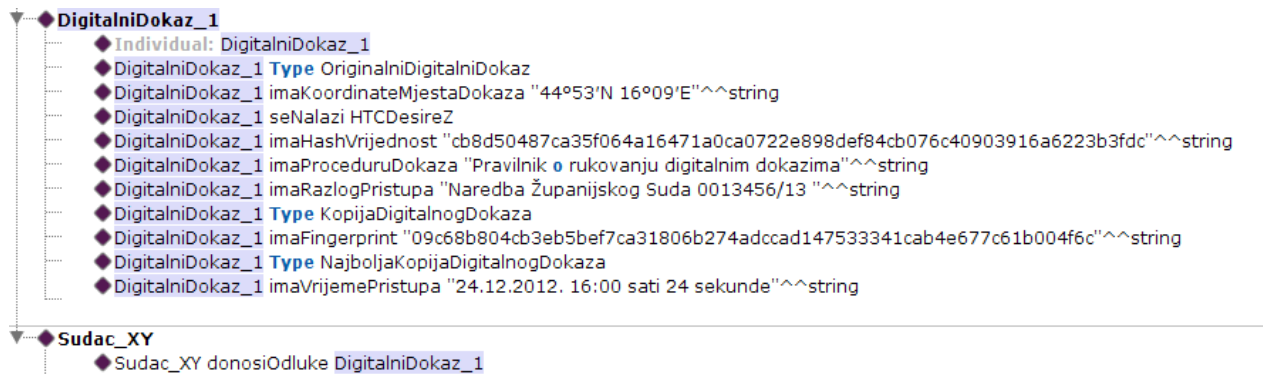 DigitalniDokaz_1
Individual: DigitalniDokaz_1
DigitalniDokaz_1 Type OriginalniDigitalniDokaz
DigitalniDokaz_1 imaKoordinateMjestaDokaza "44º53′N 16º09′E"^^string
DigitalniDokaz_1 seNalazi HTCDesireZ
DigitalniDokaz_1 imaHashVrijednost "cb8d50487ca35f064a16471a0ca0722e898def84cb076c40903916a6223b3fdc"^^string
DigitalniDokaz_1 imaProceduruDokaza "Pravilnik o rukovanju digitalnim dokazima"^^string
DigitalniDokaz_1 imaRazlogPristupa "Naredba Županijskog Suda 0013456/13 "^^string
DigitalniDokaz_1 Type KopijaDigitalnogDokaza
DigitalniDokaz_1 imaFingerprint "09c68b804cb3eb5bef7ca31806b274adccad147533341cab4e677c61b004f6c"^^string
DigitalniDokaz_1 Type NajboljaKopijaDigitalnogDokaza
DigitalniDokaz_1 imaVrijemePristupa "24.12.2012. 16:00 sati 24 sekunde"^^string
Sudac_XY
Sudac_XY donosiOdluke DigitalniDokaz_1